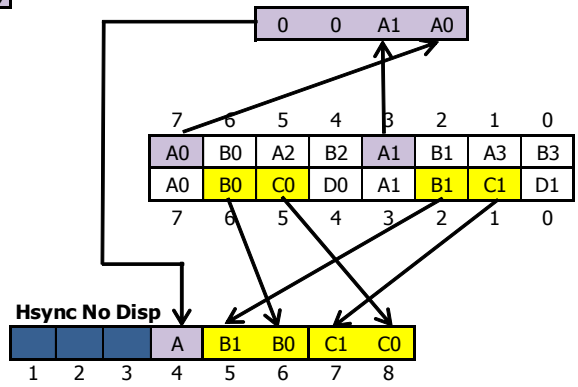 0 0 A1 A0
7 6 5 4 3 2 1 0
A0 B0 A2 B2 A1 B1 A3 B3
A0 B0 C0 D0 A1 B1 C1 D1
7 6 5 4 3 2 1 0
Hsync No Disp
A B1 B0 C1 C0
1 2 3 4 5 6 7 8